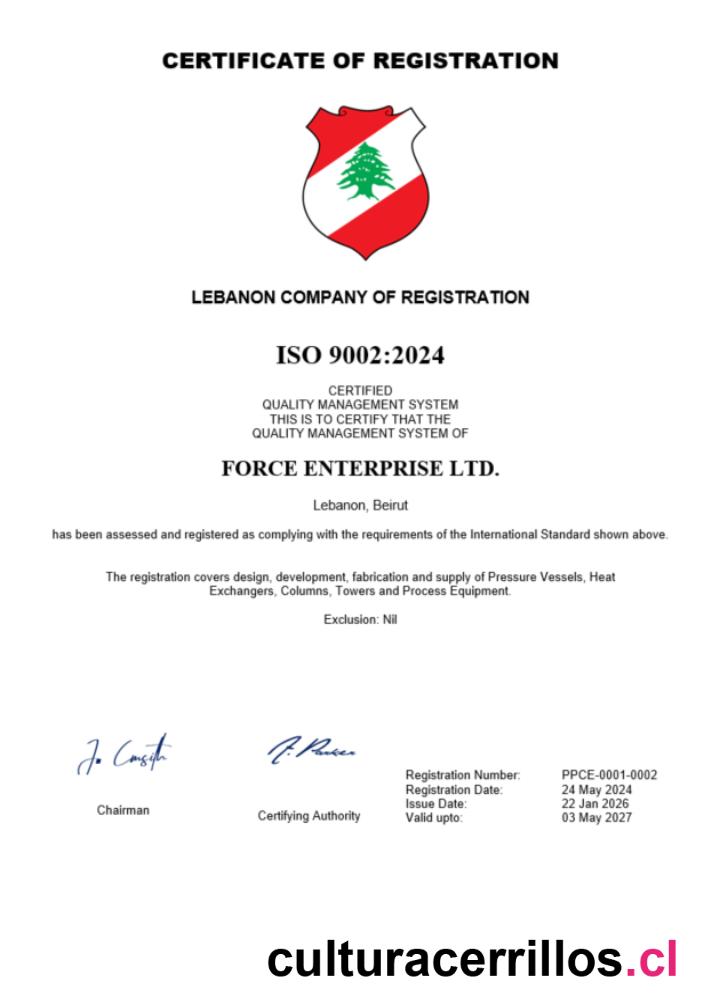 CERTIFICATE OF REGISTRATION
LEBANON COMPANY OF REGISTRATION
ISO 9002:2024
CERTIFIED
QUALITY MANAGEMENT SYSTEM
THIS IS TO CERTIFY THAT THE
QUALITY MANAGEMENT SYSTEM OF
FORCE ENTERPRISE LTD.
Lebanon, Beirut
has been assessed and registered as complying with the requirements of the International Standard shown above.
The registration covers design, development, fabrication and supply of Pressure Vessels, Heat
Exchangers, Columns, Towers and Process Equipment.
Exclusion: Nil
Chairman
Certifying Authority
Registration Number: PPCE-0001-0002
Registration Date: 24 May 2024
Issue Date: 22 Jan 2026
Valid upto: 03 May 2027
culturacerrillos.cl